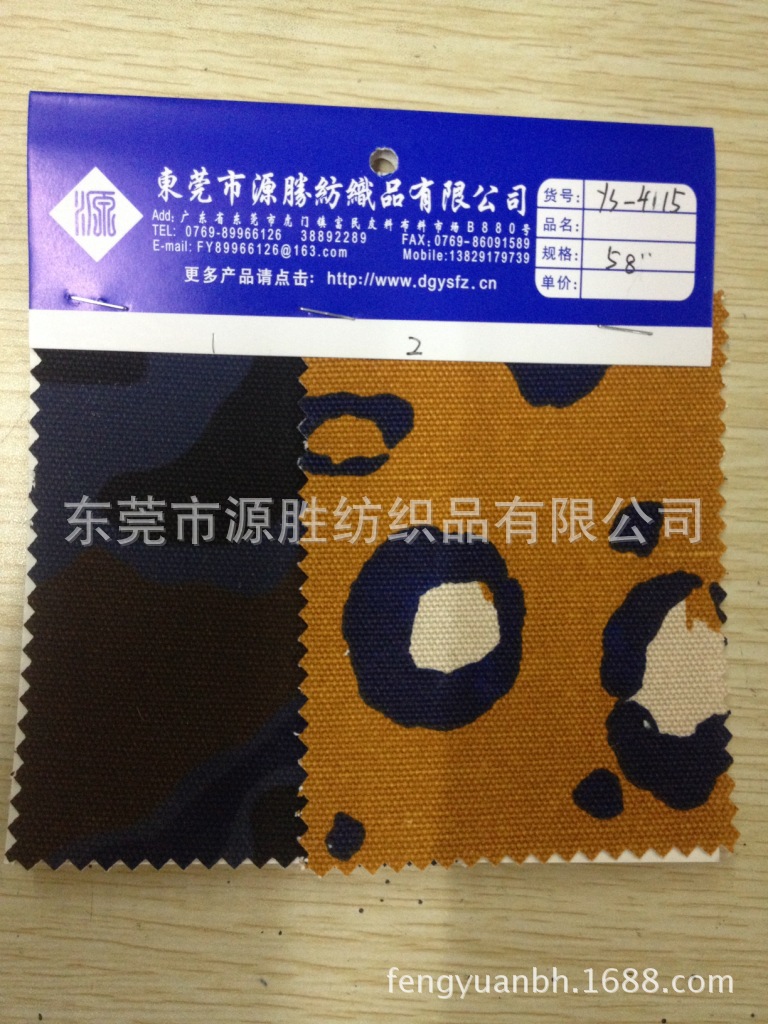 源
東莞市源勝紡織品有限公司
Add: 广东省东莞市虎门镇富民皮料布料市场B880号
TEL: 0769-89966126 38892289 FAX: 0769-86091589
E-mail: FY89966126@163.com Mobile:13829179739
更多产品请点击: http://www.dgysfz.cn
货号: YS-4115
品名:
规格: 58"
单价:
1 2
东莞市源胜纺织品有限公司
fengyuanbh.1688.com